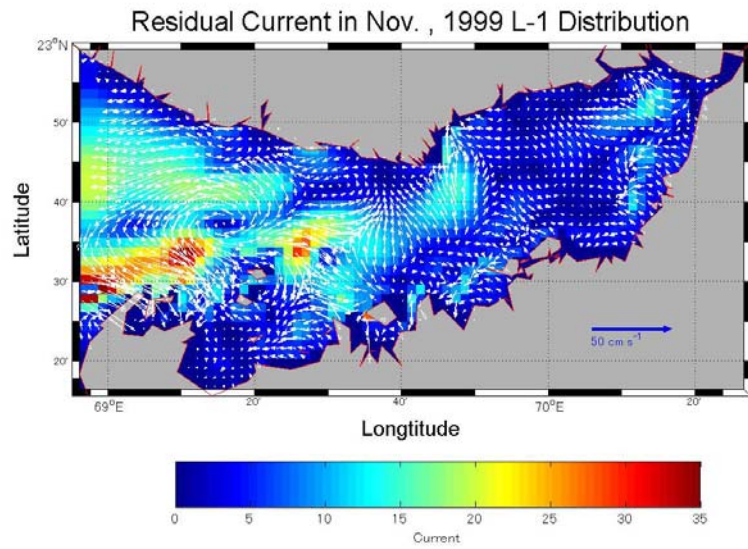 Residual Current in Nov. , 1999 L-1 Distribution
23°N
50'
40'
30'
20'
Latitude
50 cm s⁻¹
69°E
20'
40'
70°E
20'
Longtitude
0 5 10 15 20 25 30 35
Current